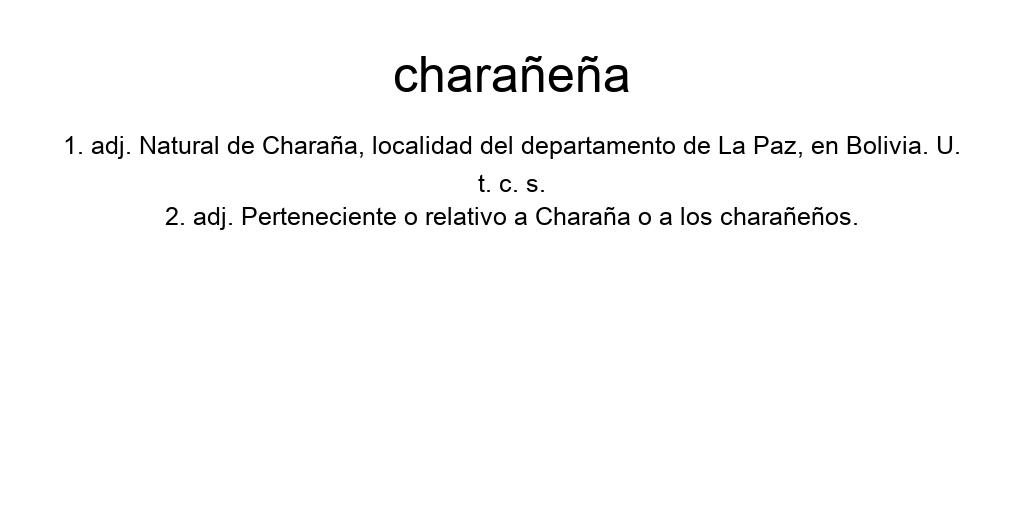 charañeña
1. adj. Natural de Charaña, localidad del departamento de La Paz, en Bolivia. U.
t. c. s.
2. adj. Perteneciente o relativo a Charaña o a los charañeños.